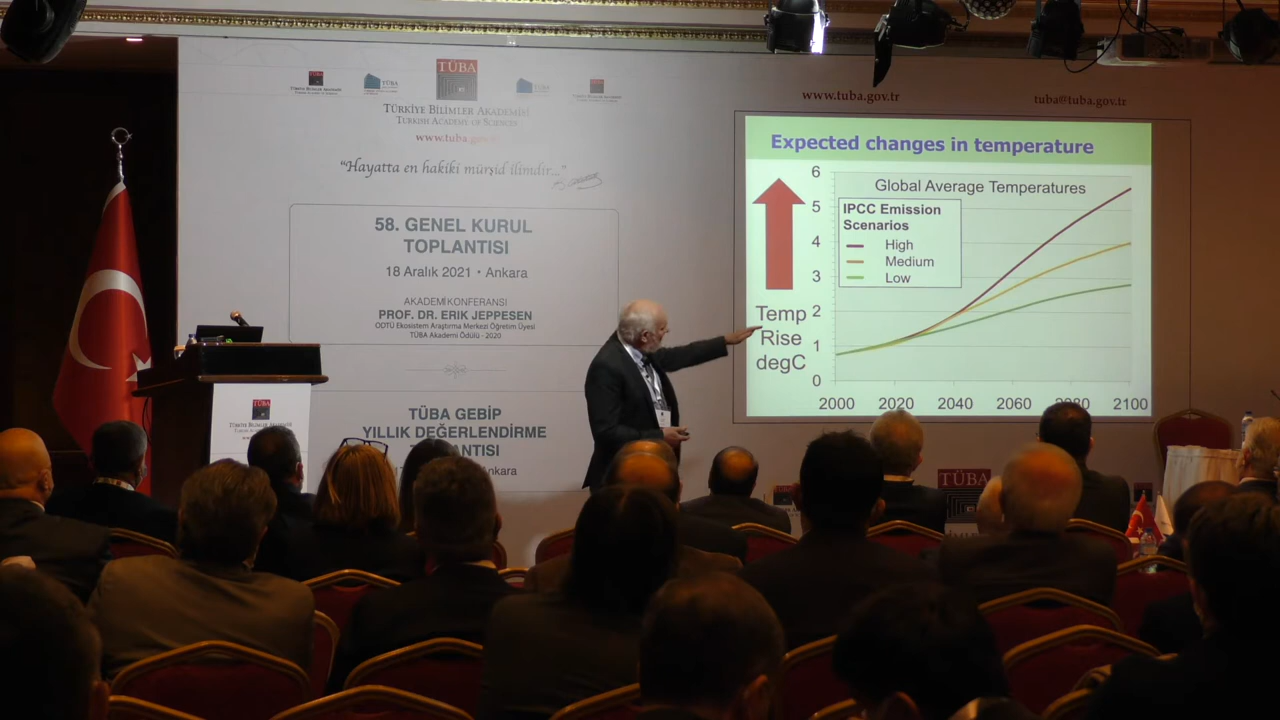 TÜBA
TÜRKİYE BİLİMLER AKADEMİSİ
TURKISH ACADEMY OF SCIENCES
www.tuba.gov
"Hayatta en hakiki mürşid ilimdir..."
58. GENEL KURUL
TOPLANTISI
18 Aralık 2021 • Ankara
AKADEMİ KONFERANSI
PROF. DR. ERIK JEPPESEN
ODTÜ Ekosistem Araştırma Merkezi Öğretim Üyesi
TÜBA Akademi Ödülü - 2020
TÜBA GEBİP
YILLIK DEĞERLENDİRME
ANTISI
Ankara
www.tuba.gov.tr
tuba@tuba.gov.tr
Expected changes in temperature
Global Average Temperatures
IPCC Emission
Scenarios
High
Medium
Low
6
5
4
3
2
1
0
Temp
Rise
degC
2000 2020 2040 2060 2080 2100
TÜBA
TÜBA